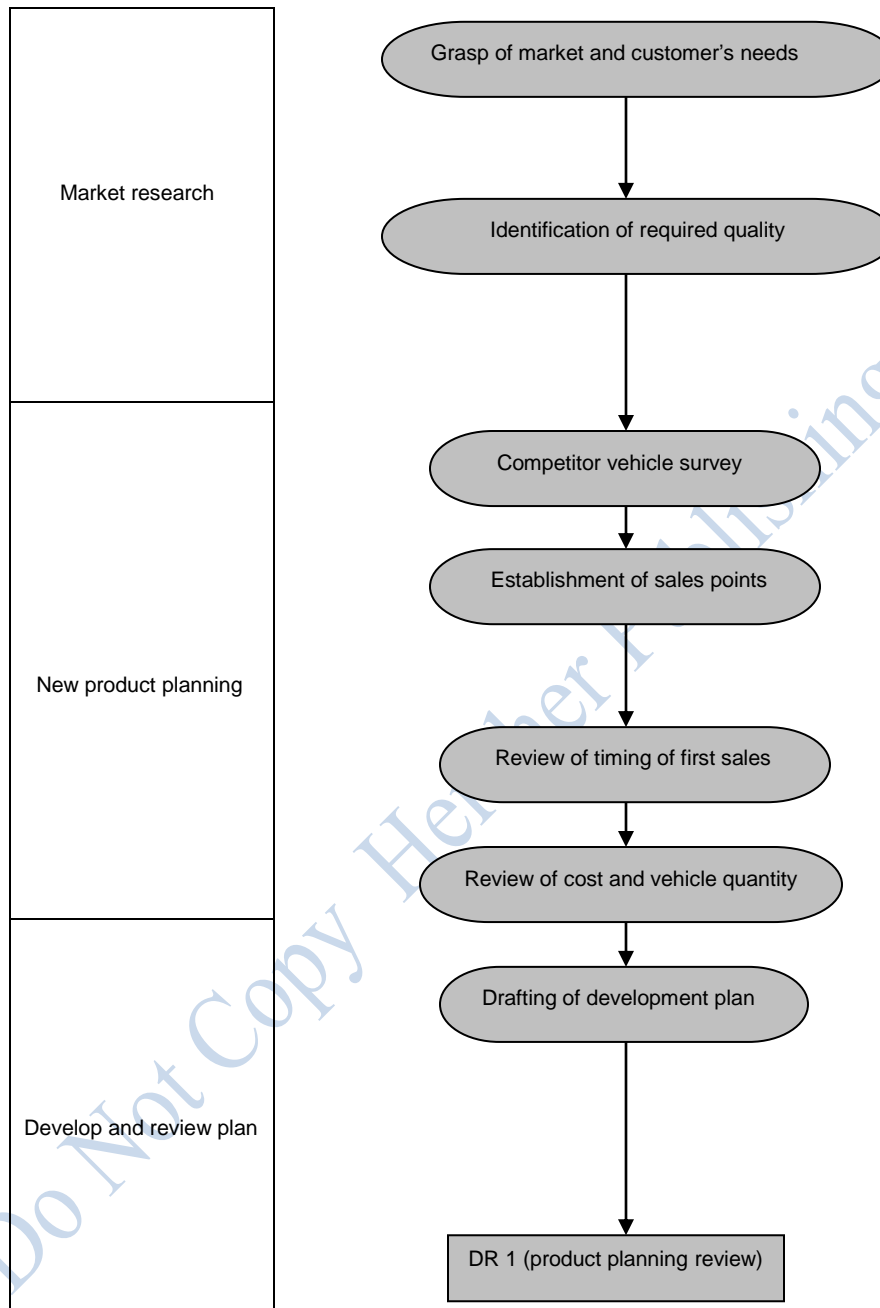 Grasp of market and customer’s needs
Market research
Identification of required quality
Competitor vehicle survey
Establishment of sales points
New product planning
Review of timing of first sales
Review of cost and vehicle quantity
Drafting of development plan
Develop and review plan
DR 1 (product planning review)
Do Not Copy